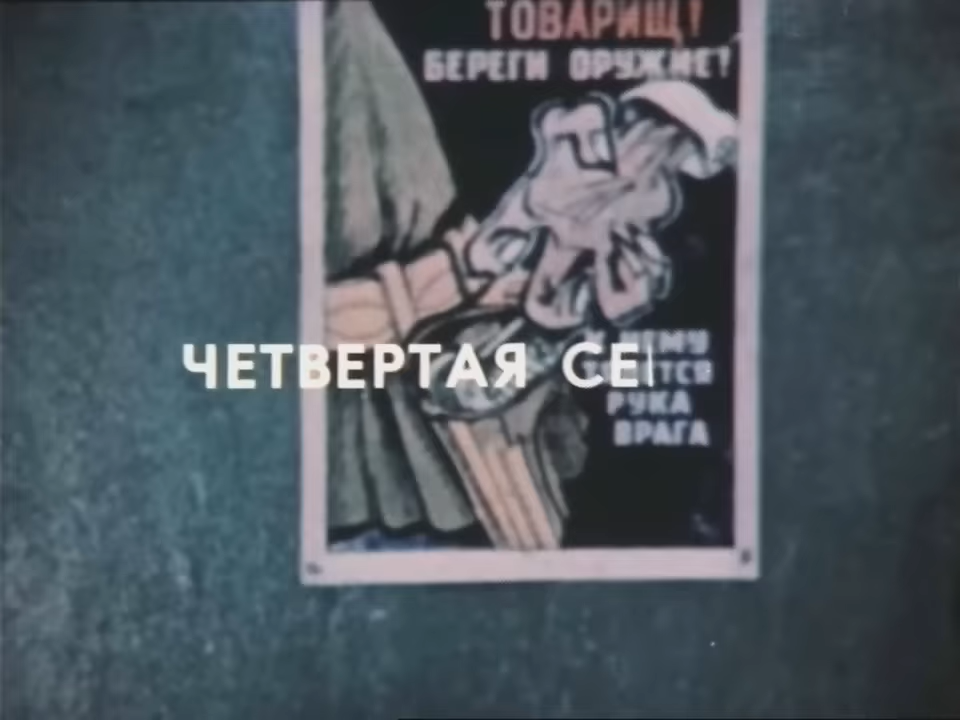 ТОВАРИЩ!
БЕРЕГИ ОРУЖИЕ!
К НЕМУ
РУКА
ВРАГА
ЧЕТВЕРТАЯ СЕ